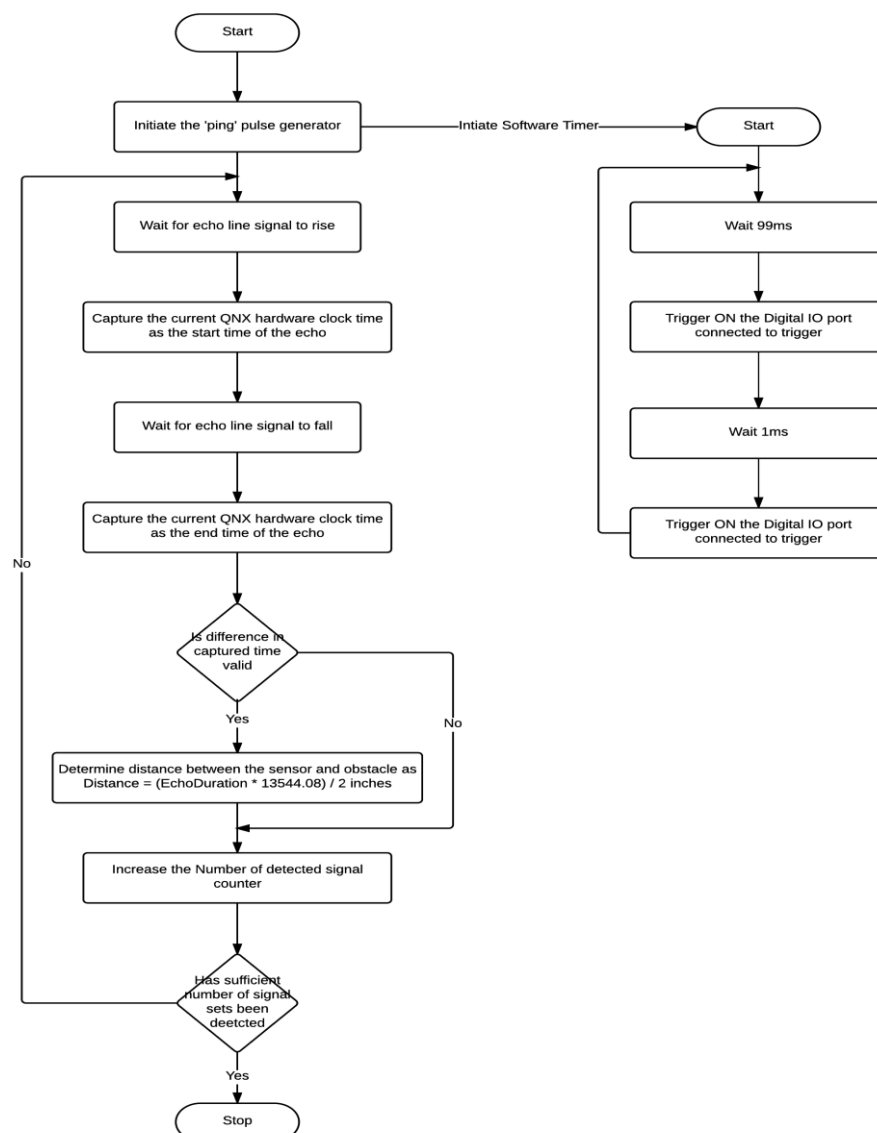 Start
Initiate the 'ping' pulse generator
Intiate Software Timer
Start
Wait for echo line signal to rise
Capture the current QNX hardware clock time
as the start time of the echo
Wait for echo line signal to fall
Capture the current QNX hardware clock time
as the end time of the echo
Is difference in
captured time
valid
Yes
No
Determine distance between the sensor and obstacle as
Distance = (EchoDuration * 13544.08) / 2 inches
Increase the Number of detected signal
counter
Has sufficient
number of signal
sets been
deetcted
No
Yes
Stop
Wait 99ms
Trigger ON the Digital IO port
connected to trigger
Wait 1ms
Trigger ON the Digital IO port
connected to trigger